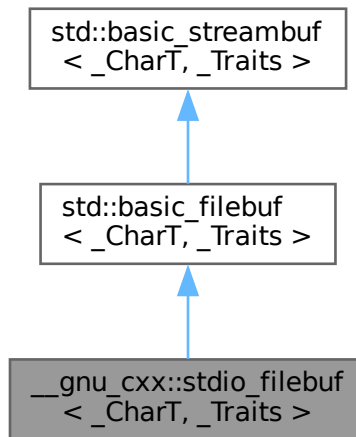 std::basic_streambuf
< _CharT, _Traits >
std::basic_filebuf
< _CharT, _Traits >
__gnu_cxx::stdio_filebuf
< _CharT, _Traits >